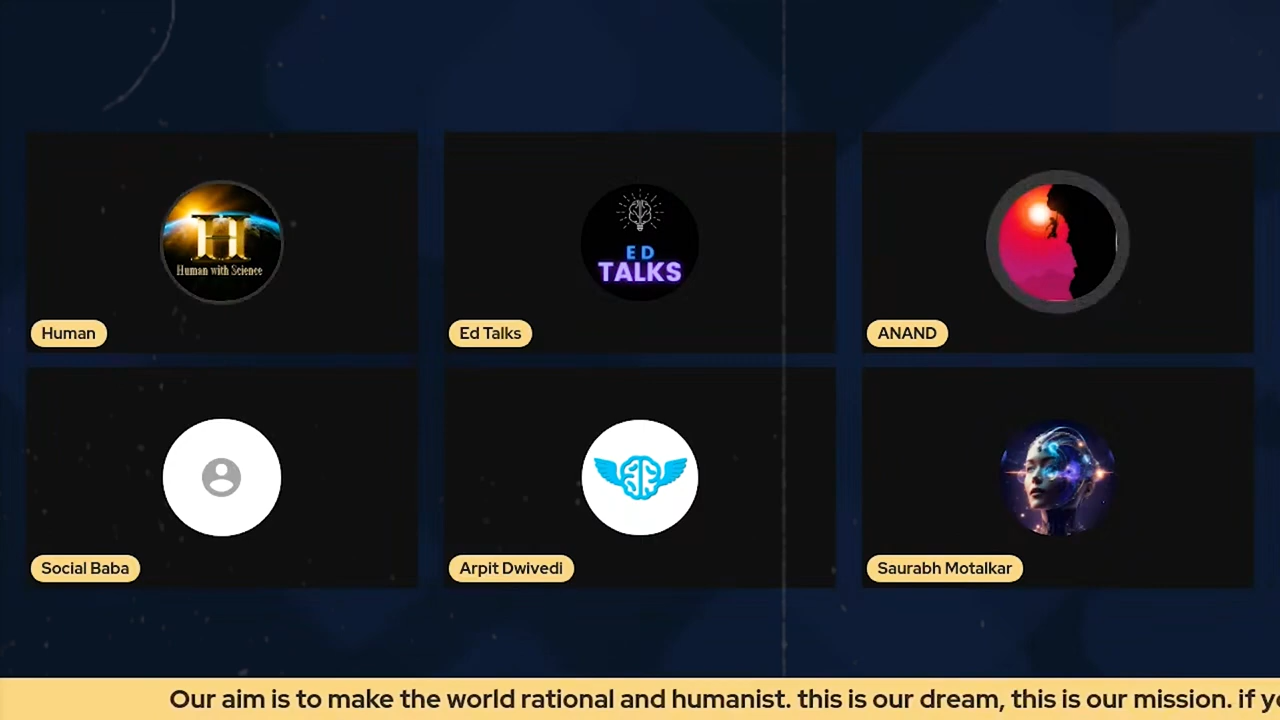 H
Human with Science
ED
TALKS
Human
Ed Talks
ANAND
Social Baba
Arpit Dwivedi
Saurabh Motalkar
Our aim is to make the world rational and humanist. this is our dream, this is our mission. if